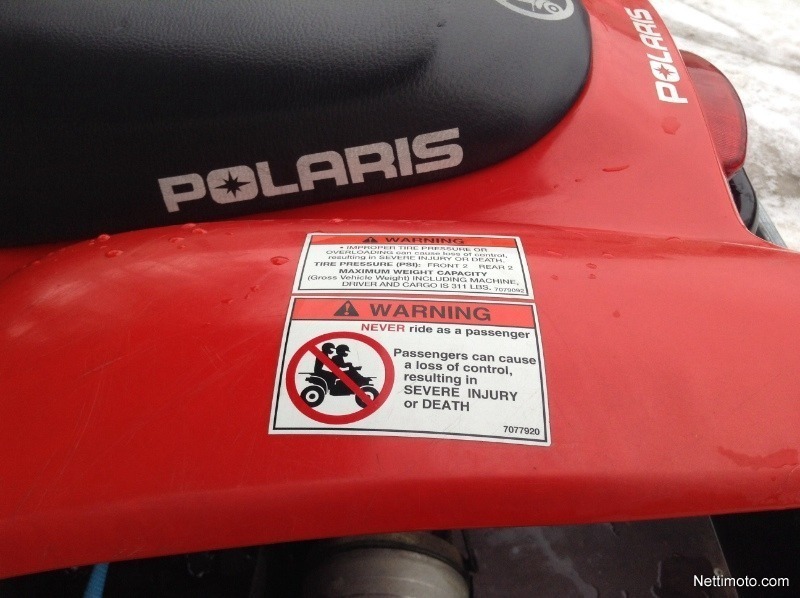 POLARIS
POLARIS
WARNING
• IMPROPER TIRE PRESSURE OR
OVERLOADING can cause loss of control,
resulting in SEVERE INJURY OR DEATH.
TIRE PRESSURE (PSI): FRONT 2 REAR 2
MAXIMUM WEIGHT CAPACITY
(Gross Vehicle Weight) INCLUDING MACHINE,
DRIVER AND CARGO IS 311 LBS. 7079092
WARNING
NEVER ride as a passenger
Passengers can cause
a loss of control,
resulting in
SEVERE INJURY
or DEATH
7077920
Nettimoto.com